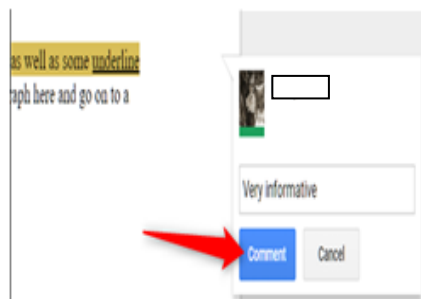 as well as some underline
raph here and go on to a
Very informative
Comment
Cancel